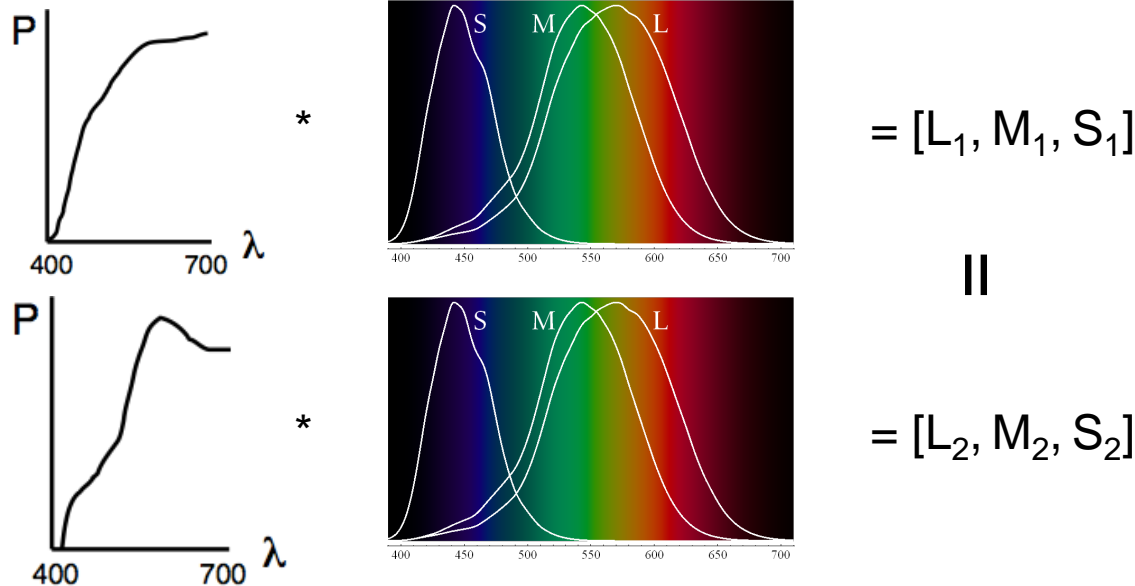 P
400 700 λ
*
S M L
400 450 500 550 600 650 700
= [L₁, M₁, S₁]
=
P
400 700 λ
*
S M L
400 450 500 550 600 650 700
= [L₂, M₂, S₂]